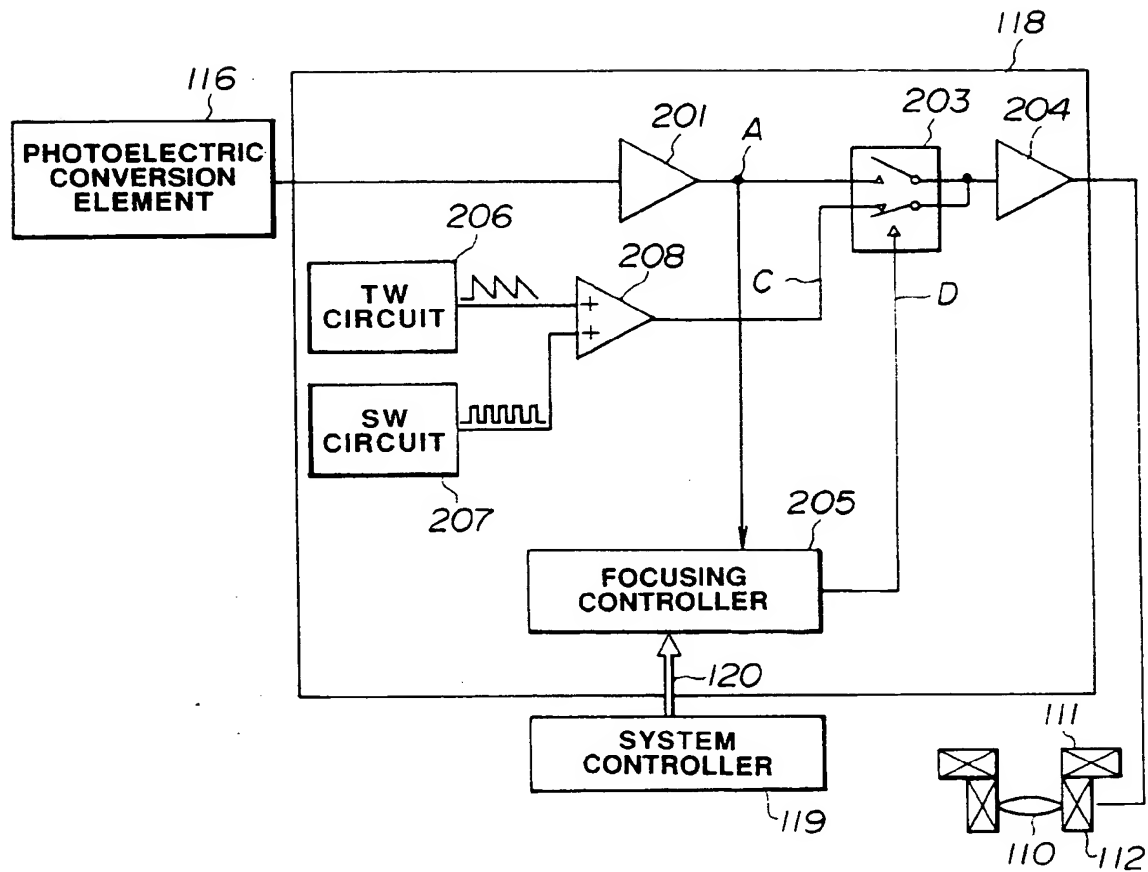 118
116
203
204
201
A
PHOTOELECTRIC
CONVERSION
ELEMENT
206
208
TW
CIRCUIT
+
+
C
D
SW
CIRCUIT
207
205
FOCUSING
CONTROLLER
120
SYSTEM
CONTROLLER
119
111
110
112